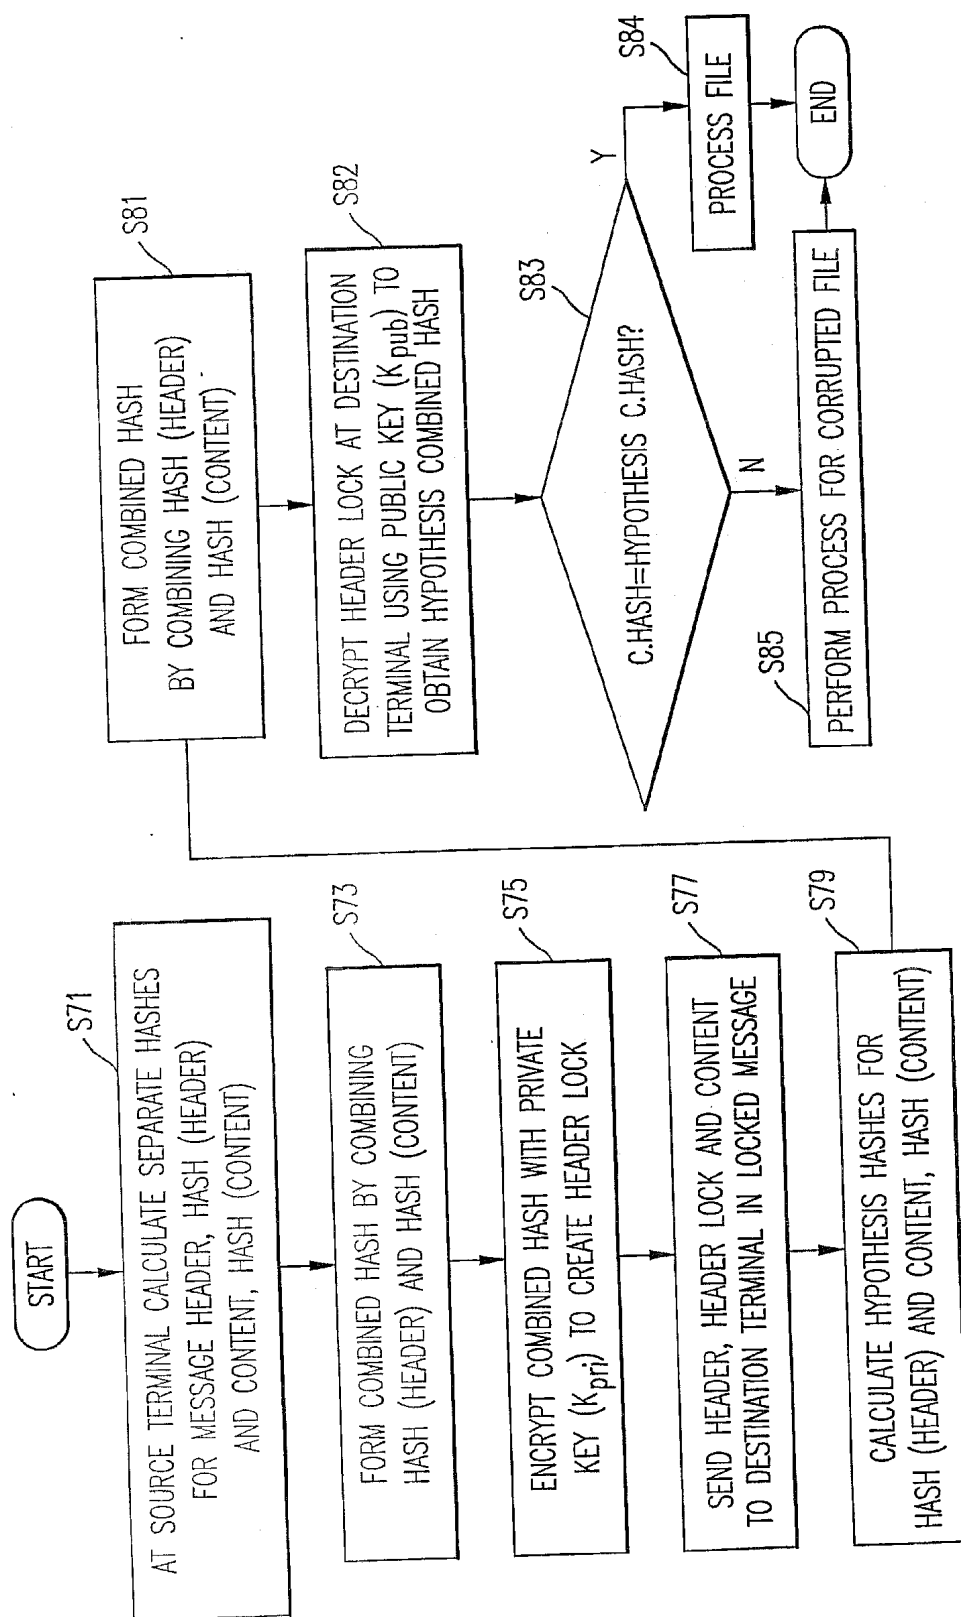 START
S71
AT SOURCE TERMINAL CALCULATE SEPARATE HASHES
FOR MESSAGE HEADER, HASH (HEADER)
AND CONTENT, HASH (CONTENT)
S73
FORM COMBINED HASH BY COMBINING
HASH (HEADER) AND HASH (CONTENT)
S75
ENCRYPT COMBINED HASH WITH PRIVATE
KEY (Kpri) TO CREATE HEADER LOCK
S77
SEND HEADER, HEADER LOCK AND CONTENT
TO DESTINATION TERMINAL IN LOCKED MESSAGE
S79
CALCULATE HYPOTHESIS HASHES FOR
HASH (HEADER) AND CONTENT, HASH (CONTENT)
S81
FORM COMBINED HASH
BY COMBINING HASH (HEADER)
AND HASH (CONTENT)
S82
DECRYPT HEADER LOCK AT DESTINATION
TERMINAL USING PUBLIC KEY (Kpub) TO
OBTAIN HYPOTHESIS COMBINED HASH
S83
C.HASH=HYPOTHESIS C.HASH?
Y
N
S84
PROCESS FILE
S85
PERFORM PROCESS FOR CORRUPTED FILE
END